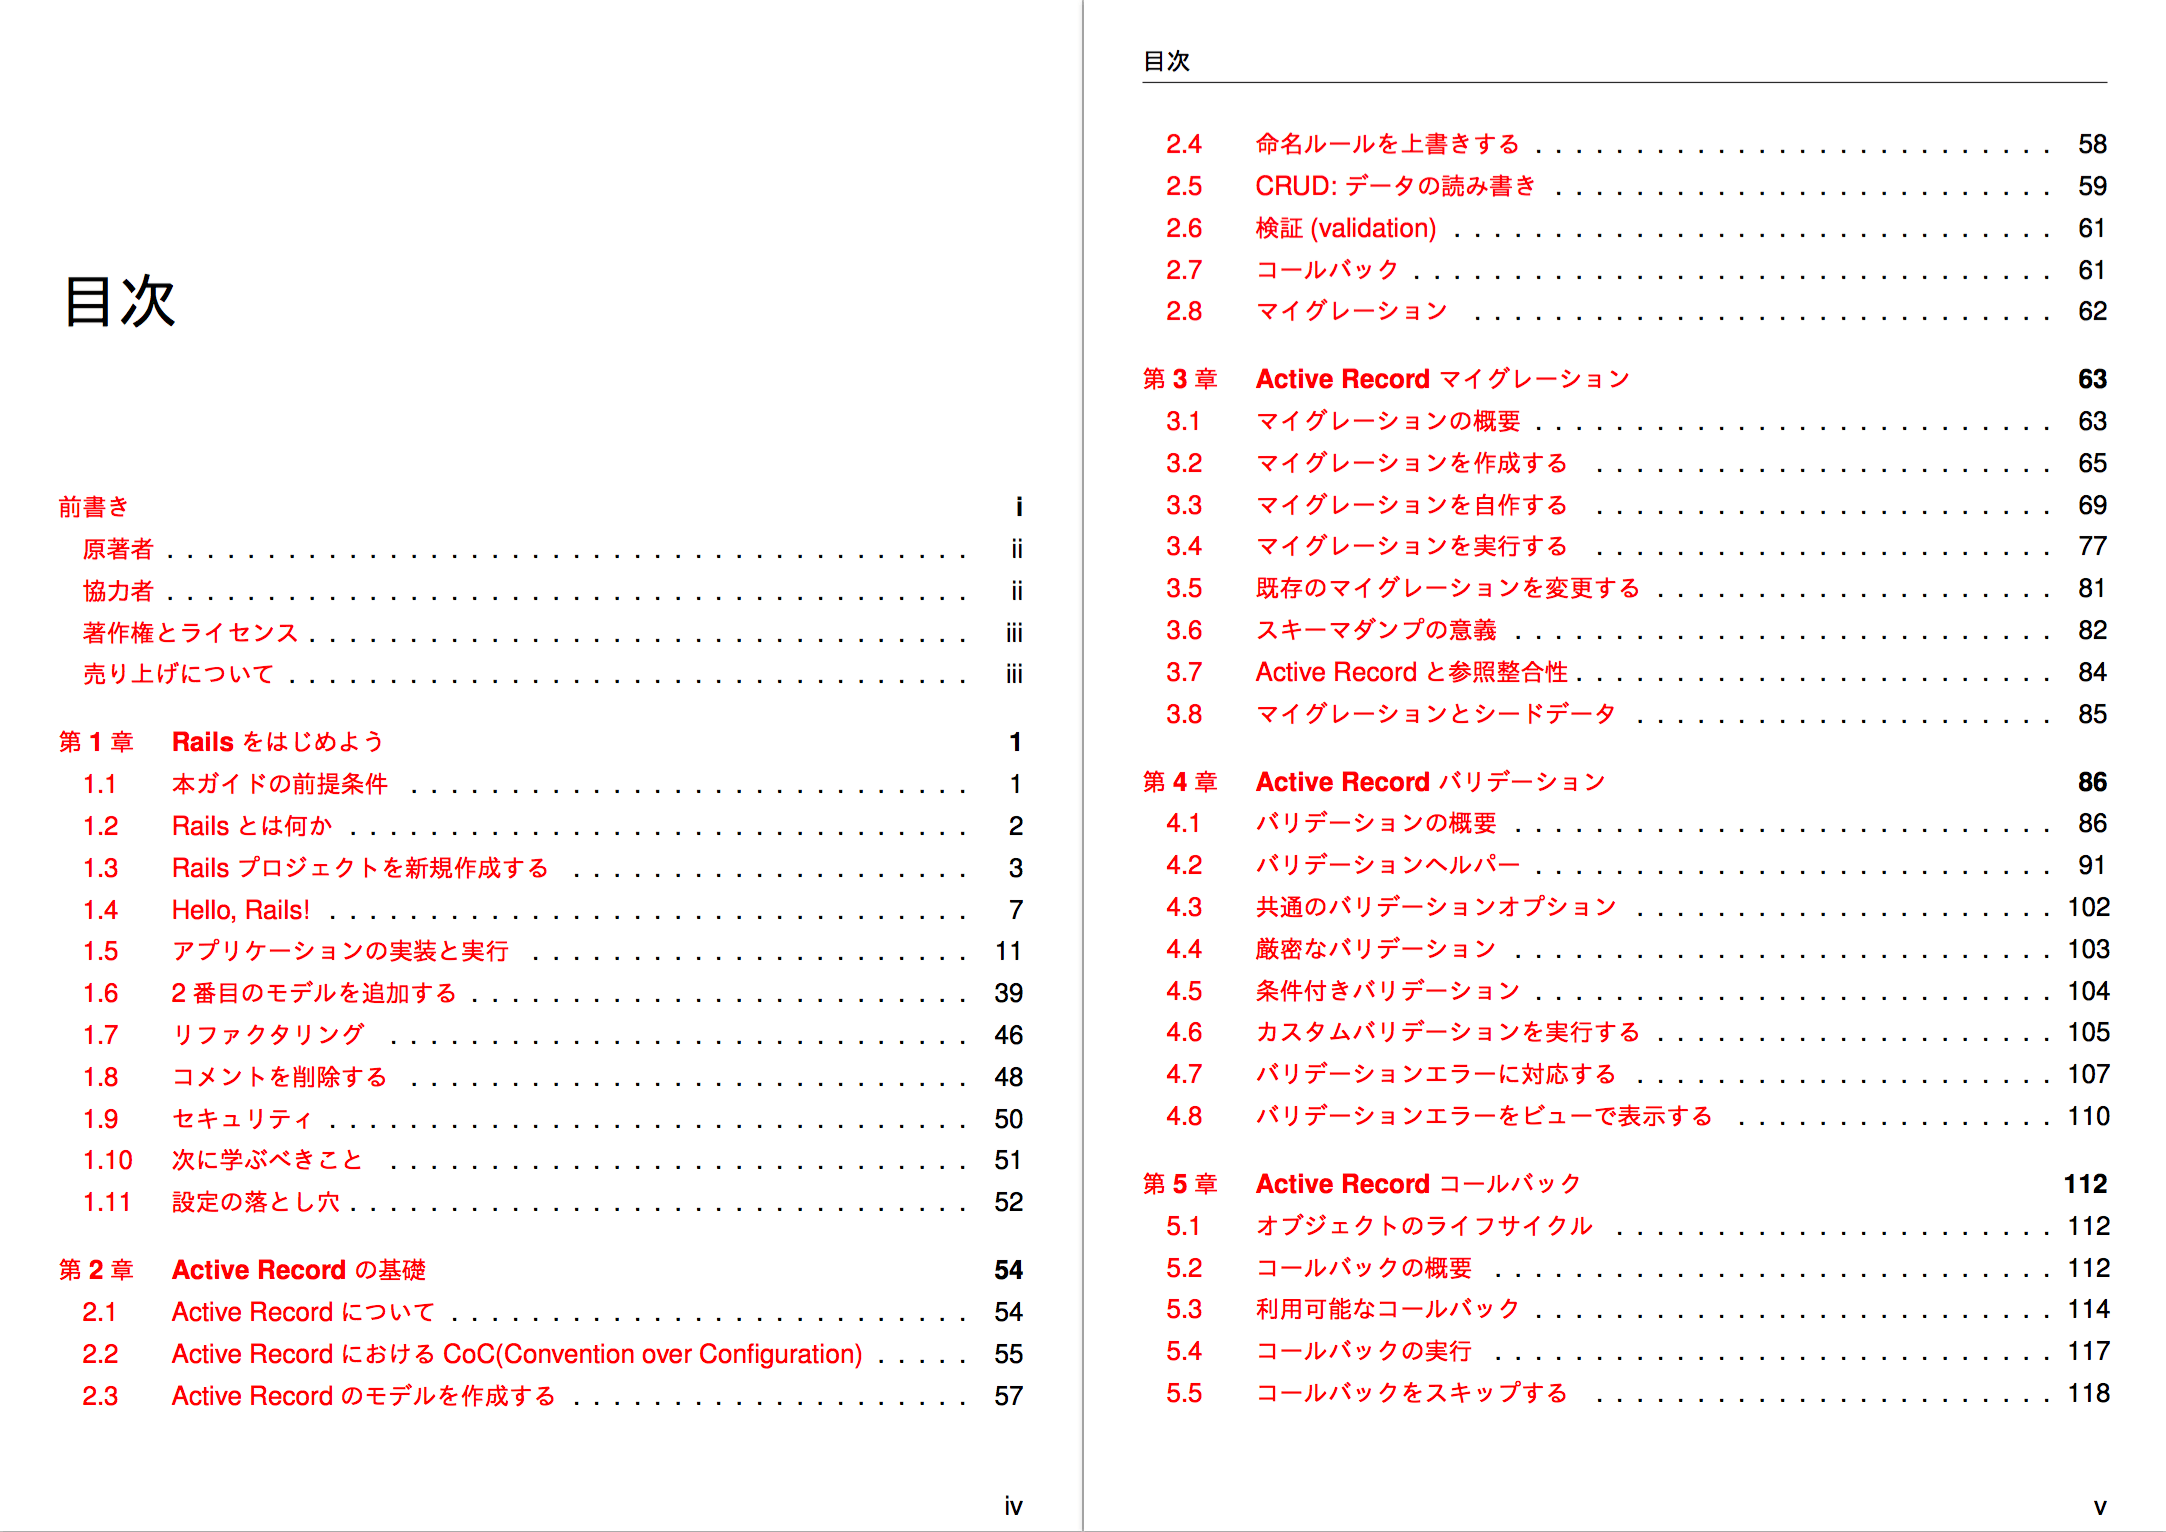 目次
前書き i
原著者 . . . . . . . . . . . . . . . . . . . . . . . . . . . . . . . . . . . . . . . . ii
協力者 . . . . . . . . . . . . . . . . . . . . . . . . . . . . . . . . . . . . . . . . ii
著作権とライセンス . . . . . . . . . . . . . . . . . . . . . . . . . . . . . . . . . iii
売り上げについて . . . . . . . . . . . . . . . . . . . . . . . . . . . . . . . . . . iii
第 1 章 Rails をはじめよう 1
1.1 本ガイドの前提条件 . . . . . . . . . . . . . . . . . . . . . . . . . . . . 1
1.2 Rails とは何か . . . . . . . . . . . . . . . . . . . . . . . . . . . . . . . 2
1.3 Rails プロジェクトを新規作成する . . . . . . . . . . . . . . . . . . . . 3
1.4 Hello, Rails! . . . . . . . . . . . . . . . . . . . . . . . . . . . . . . . . 7
1.5 アプリケーションの実装と実行 . . . . . . . . . . . . . . . . . . . . . . 11
1.6 2 番目のモデルを追加する . . . . . . . . . . . . . . . . . . . . . . . . . 39
1.7 リファクタリング . . . . . . . . . . . . . . . . . . . . . . . . . . . . . 46
1.8 コメントを削除する . . . . . . . . . . . . . . . . . . . . . . . . . . . . 48
1.9 セキュリティ . . . . . . . . . . . . . . . . . . . . . . . . . . . . . . . . 50
1.10 次に学ぶべきこと . . . . . . . . . . . . . . . . . . . . . . . . . . . . . 51
1.11 設定の落とし穴 . . . . . . . . . . . . . . . . . . . . . . . . . . . . . . . 52
第 2 章 Active Record の基礎 54
2.1 Active Record について . . . . . . . . . . . . . . . . . . . . . . . . . . 54
2.2 Active Record における CoC(Convention over Configuration) . . . . . 55
2.3 Active Record のモデルを作成する . . . . . . . . . . . . . . . . . . . . 57
iv
目次
2.4 命名ルールを上書きする . . . . . . . . . . . . . . . . . . . . . . . . . . 58
2.5 CRUD: データの読み書き . . . . . . . . . . . . . . . . . . . . . . . . . 59
2.6 検証 (validation) . . . . . . . . . . . . . . . . . . . . . . . . . . . . . . 61
2.7 コールバック . . . . . . . . . . . . . . . . . . . . . . . . . . . . . . . . 61
2.8 マイグレーション . . . . . . . . . . . . . . . . . . . . . . . . . . . . . 62
第 3 章 Active Record マイグレーション 63
3.1 マイグレーションの概要 . . . . . . . . . . . . . . . . . . . . . . . . . . 63
3.2 マイグレーションを作成する . . . . . . . . . . . . . . . . . . . . . . . 65
3.3 マイグレーションを自作する . . . . . . . . . . . . . . . . . . . . . . . 69
3.4 マイグレーションを実行する . . . . . . . . . . . . . . . . . . . . . . . 77
3.5 既存のマイグレーションを変更する . . . . . . . . . . . . . . . . . . . . 81
3.6 スキーマダンプの意義 . . . . . . . . . . . . . . . . . . . . . . . . . . . 82
3.7 Active Record と参照整合性 . . . . . . . . . . . . . . . . . . . . . . . . 84
3.8 マイグレーションとシードデータ . . . . . . . . . . . . . . . . . . . . . 85
第 4 章 Active Record バリデーション 86
4.1 バリデーションの概要 . . . . . . . . . . . . . . . . . . . . . . . . . . . 86
4.2 バリデーションヘルパー . . . . . . . . . . . . . . . . . . . . . . . . . . 91
4.3 共通のバリデーションオプション . . . . . . . . . . . . . . . . . . . . . 102
4.4 厳密なバリデーション . . . . . . . . . . . . . . . . . . . . . . . . . . . 103
4.5 条件付きバリデーション . . . . . . . . . . . . . . . . . . . . . . . . . . 104
4.6 カスタムバリデーションを実行する . . . . . . . . . . . . . . . . . . . . 105
4.7 バリデーションエラーに対応する . . . . . . . . . . . . . . . . . . . . . 107
4.8 バリデーションエラーをビューで表示する . . . . . . . . . . . . . . . . 110
第 5 章 Active Record コールバック 112
5.1 オブジェクトのライフサイクル . . . . . . . . . . . . . . . . . . . . . . 112
5.2 コールバックの概要 . . . . . . . . . . . . . . . . . . . . . . . . . . . . 112
5.3 利用可能なコールバック . . . . . . . . . . . . . . . . . . . . . . . . . . 114
5.4 コールバックの実行 . . . . . . . . . . . . . . . . . . . . . . . . . . . . 117
5.5 コールバックをスキップする . . . . . . . . . . . . . . . . . . . . . . . 118
v